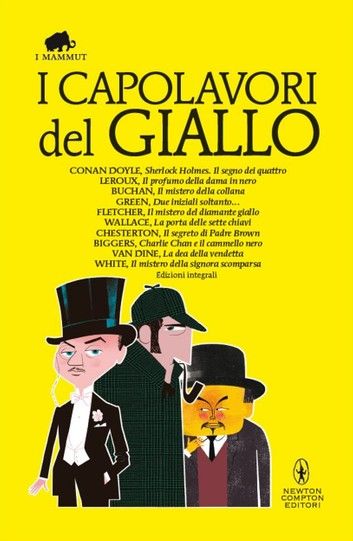 I MAMMUT
I CAPOLAVORI
del GIALLO
CONAN DOYLE, Sherlock Holmes. Il segno dei quattro
LEROUX, Il profumo della dama in nero
BUCHAN, Il mistero della collana
GREEN, Due iniziali soltanto...
FLETCHER, Il mistero del diamante giallo
WALLACE, La porta delle sette chiavi
CHESTERTON, Il segreto di Padre Brown
BIGGERS, Charlie Chan e il cammello nero
VAN DINE, La dea della vendetta
WHITE, Il mistero della signora scomparsa
Edizioni integrali
NEWTON
COMPTON
EDITORI